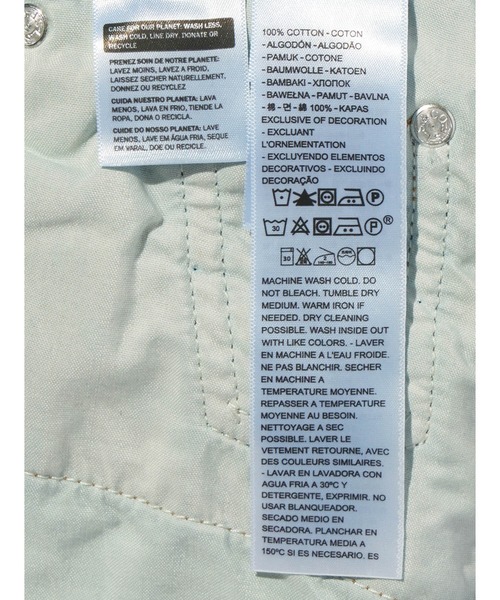 CARE FOR OUR PLANET: WASH LESS,
WASH COLD, LINE DRY, DONATE OR
RECYCLE
PRENEZ SOIN DE NOTRE PLANETE:
LAVEZ MOINS, LAVEZ A FROID,
LAISSEZ SECHER NATURELLEMENT,
DONNEZ OU RECYCLEZ
CUIDA NUESTRO PLANETA: LAVA
MENOS, LAVA EN FRIO, TIENDE LA
ROPA, DONA O RECICLA.
CUIDE DO NOSSO PLANETA: LAVE
MENOS, LAVE EM ÁGUA FRIA, SEQUE
EM VARAL, DOE OU RECICLE.
100% COTTON - COTON
- ALGODÓN - ALGODÃO
- PAMUK - COTONE
- BAUMWOLLE - KATOEN
- BAMBAKI - ХЛОПОК
- BAWEŁNA - PAMUT - BAVLNA
- 棉 - 면 - 綿 100% - KAPAS
EXCLUSIVE OF DECORATION
- EXCLUANT
L'ORNEMENTATION
- EXCLUYENDO ELEMENTOS
DECORATIVOS - EXCLUINDO
DECORAÇÃO
P
30 P ®
30
MACHINE WASH COLD. DO
NOT BLEACH. TUMBLE DRY
MEDIUM. WARM IRON IF
NEEDED. DRY CLEANING
POSSIBLE. WASH INSIDE OUT
WITH LIKE COLORS. - LAVER
EN MACHINE A L'EAU FROIDE.
NE PAS BLANCHIR. SECHER
EN MACHINE A
TEMPERATURE MOYENNE.
REPASSER A TEMPERATURE
MOYENNE AU BESOIN.
NETTOYAGE A SEC
POSSIBLE. LAVER LE
VETEMENT RETOURNE, AVEC
DES COULEURS SIMILAIRES.
- LAVAR EN LAVADORA CON
AGUA FRIA A 30ºC Y
DETERGENTE, EXPRIMIR. NO
USAR BLANQUEADOR.
SECADO MEDIO EN
SECADORA. PLANCHAR EN
TEMPERATURA MEDIA A
150ºC SI ES NECESARIO. ES